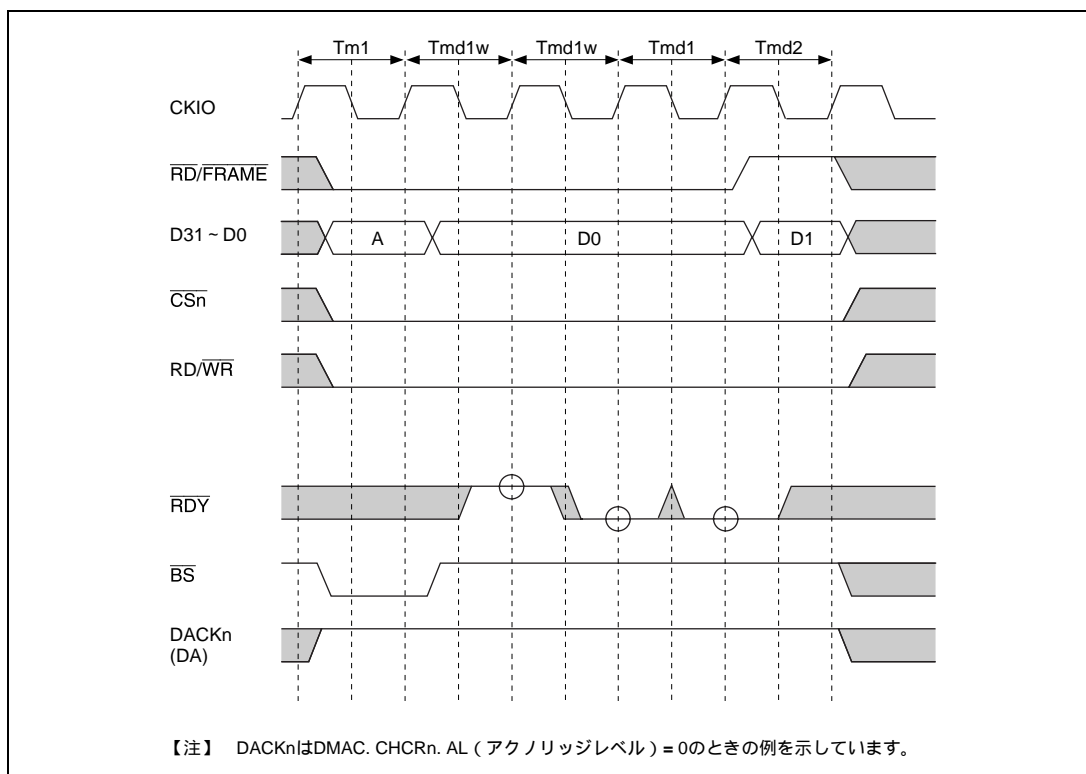 Tm1 Tmd1w Tmd1w Tmd1 Tmd2
CKIO
RD/FRAME
D31 ~ D0 A D0 D1
CSn
RD/WR
RDY
BS
DACKn
(DA)
【注】 DACKnはDMAC. CHCRn. AL ( アクノリッジレベル ) = 0のときの例を示しています。